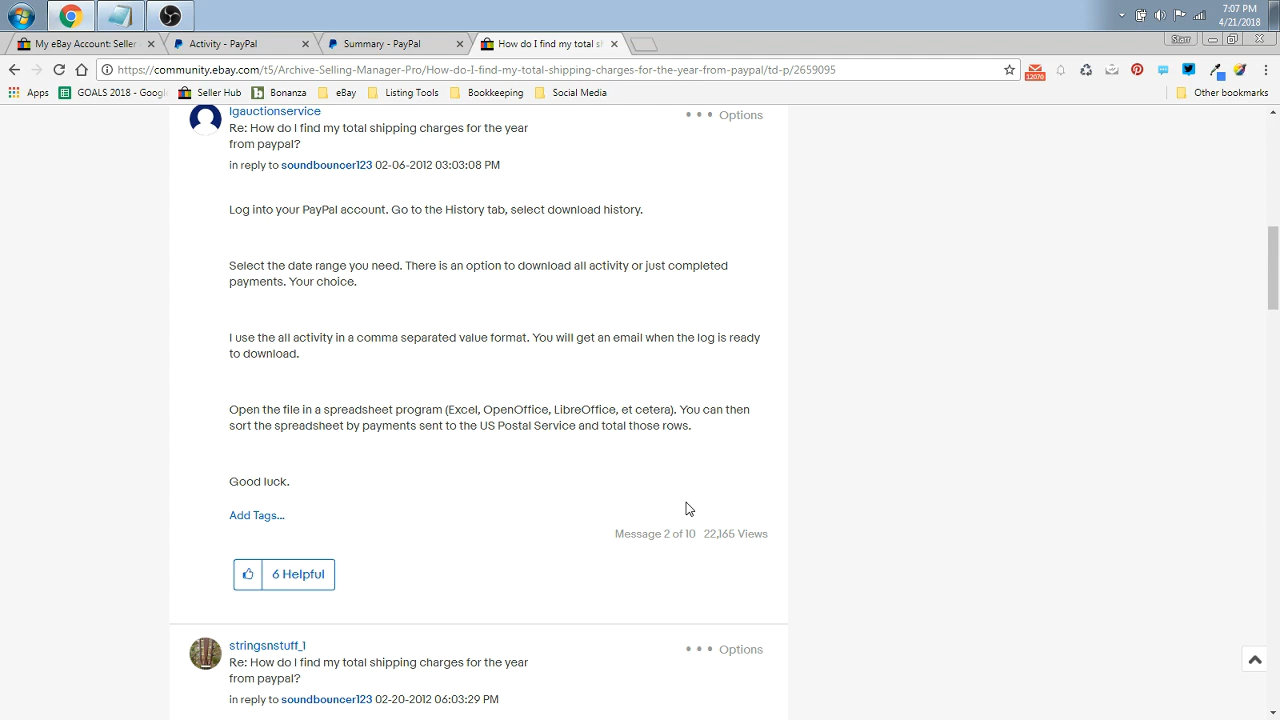 7:07 PM
4/21/2018
My eBay Account: Seller
Activity - PayPal
Summary - PayPal
How do I find my total s
Starr
https://community.ebay.com/t5/Archive-Selling-Manager-Pro/How-do-I-find-my-total-shipping-charges-for-the-year-from-paypal/td-p/2659095
12070
Apps
GOALS 2018 - Googl
Seller Hub
Bonanza
eBay
Listing Tools
Bookkeeping
Social Media
Other bookmarks
lgauctionservice
Options
Re: How do I find my total shipping charges for the year
from paypal?
in reply to soundbouncer123 02-06-2012 03:03:08 PM
Log into your PayPal account. Go to the History tab, select download history.
Select the date range you need. There is an option to download all activity or just completed
payments. Your choice.
I use the all activity in a comma separated value format. You will get an email when the log is ready
to download.
Open the file in a spreadsheet program (Excel, OpenOffice, LibreOffice, et cetera). You can then
sort the spreadsheet by payments sent to the US Postal Service and total those rows.
Good luck.
Add Tags...
Message 2 of 10 22,165 Views
6 Helpful
stringsnstuff_1
Options
Re: How do I find my total shipping charges for the year
from paypal?
in reply to soundbouncer123 02-20-2012 06:03:29 PM